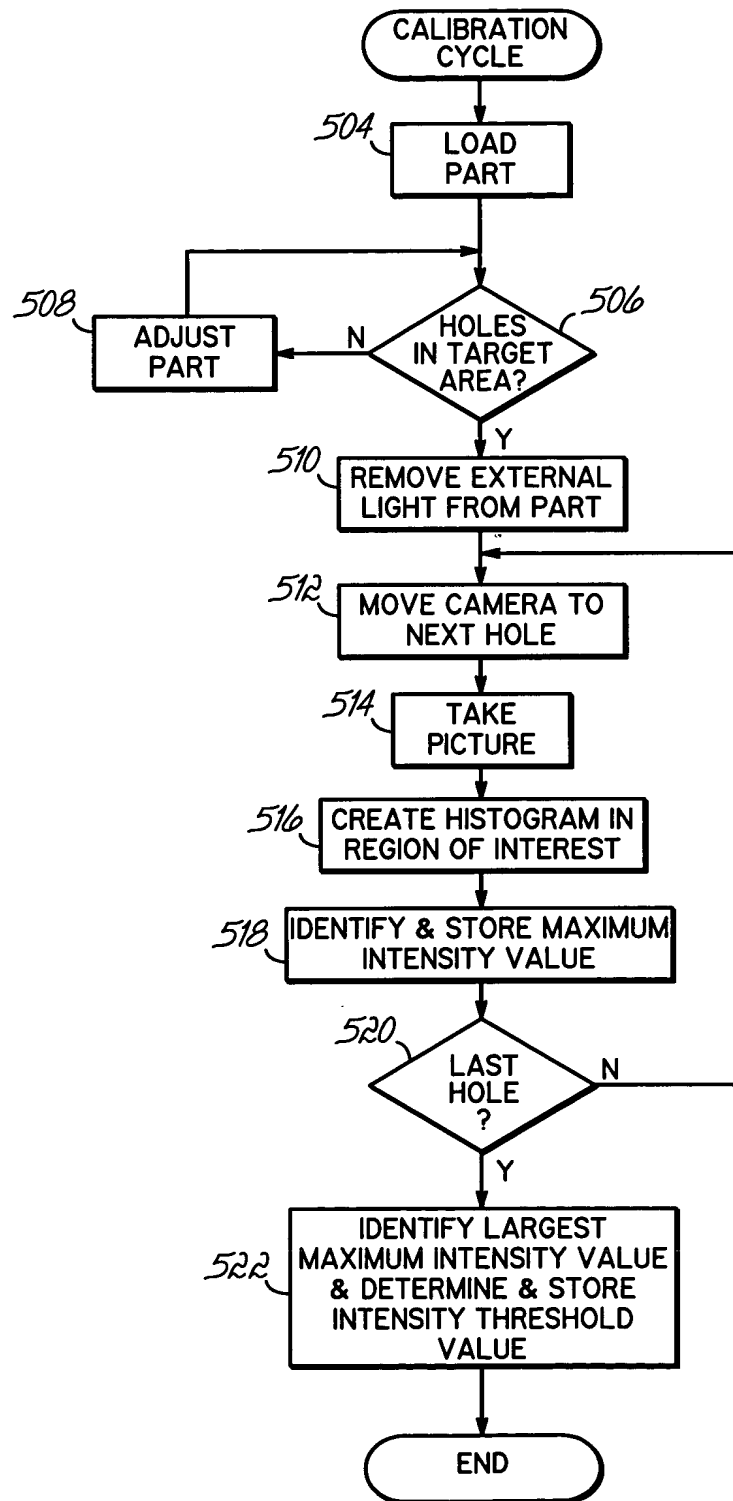 CALIBRATION
CYCLE
504
LOAD
PART
508
ADJUST
PART
N
HOLES
IN TARGET
AREA?
506
Y
510
REMOVE EXTERNAL
LIGHT FROM PART
512
MOVE CAMERA TO
NEXT HOLE
514
TAKE
PICTURE
516
CREATE HISTOGRAM IN
REGION OF INTEREST
518
IDENTIFY & STORE MAXIMUM
INTENSITY VALUE
520
LAST
HOLE
?
N
Y
522
IDENTIFY LARGEST
MAXIMUM INTENSITY VALUE
& DETERMINE & STORE
INTENSITY THRESHOLD
VALUE
END